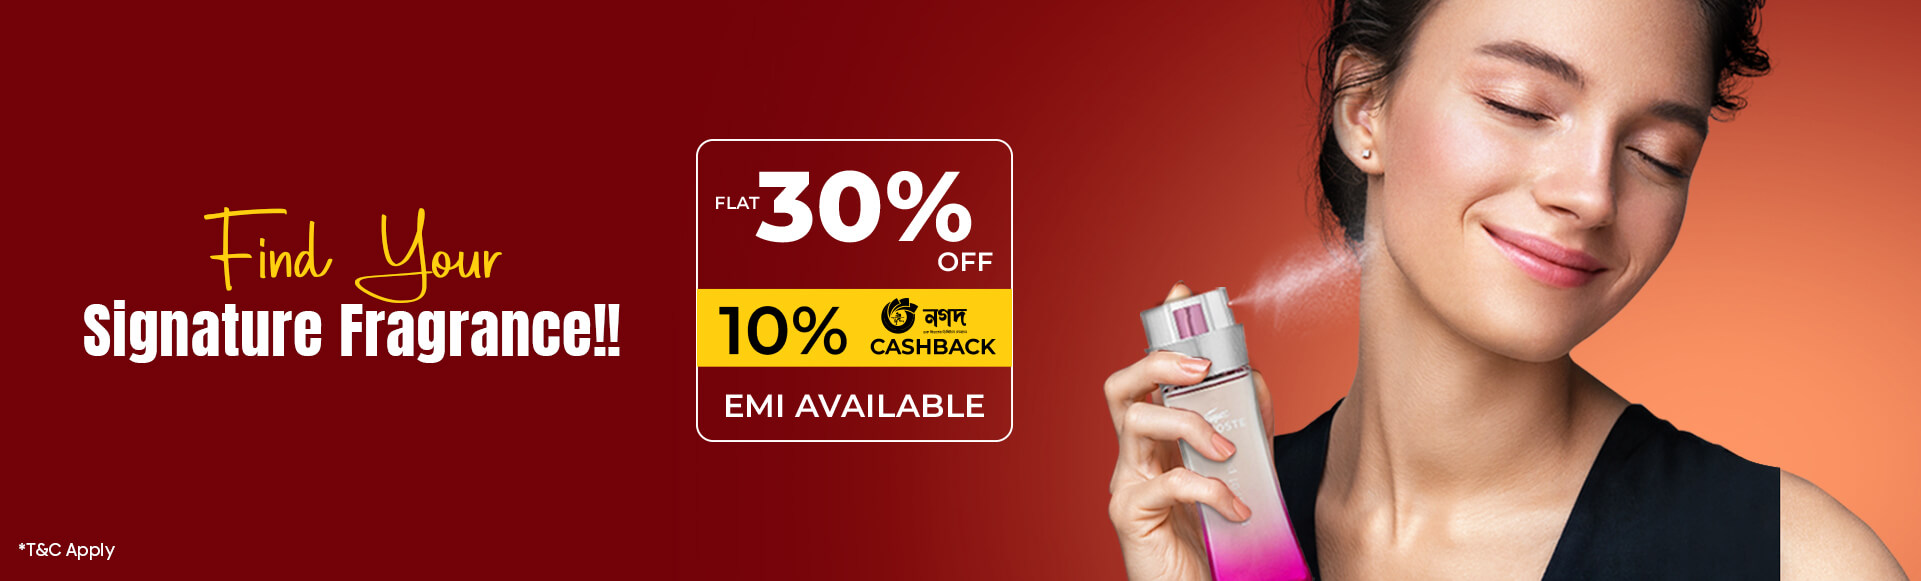 Find Your
Signature Fragrance!!
FLAT 30%
OFF
10% নগদ
CASHBACK
EMI AVAILABLE
*T&C Apply